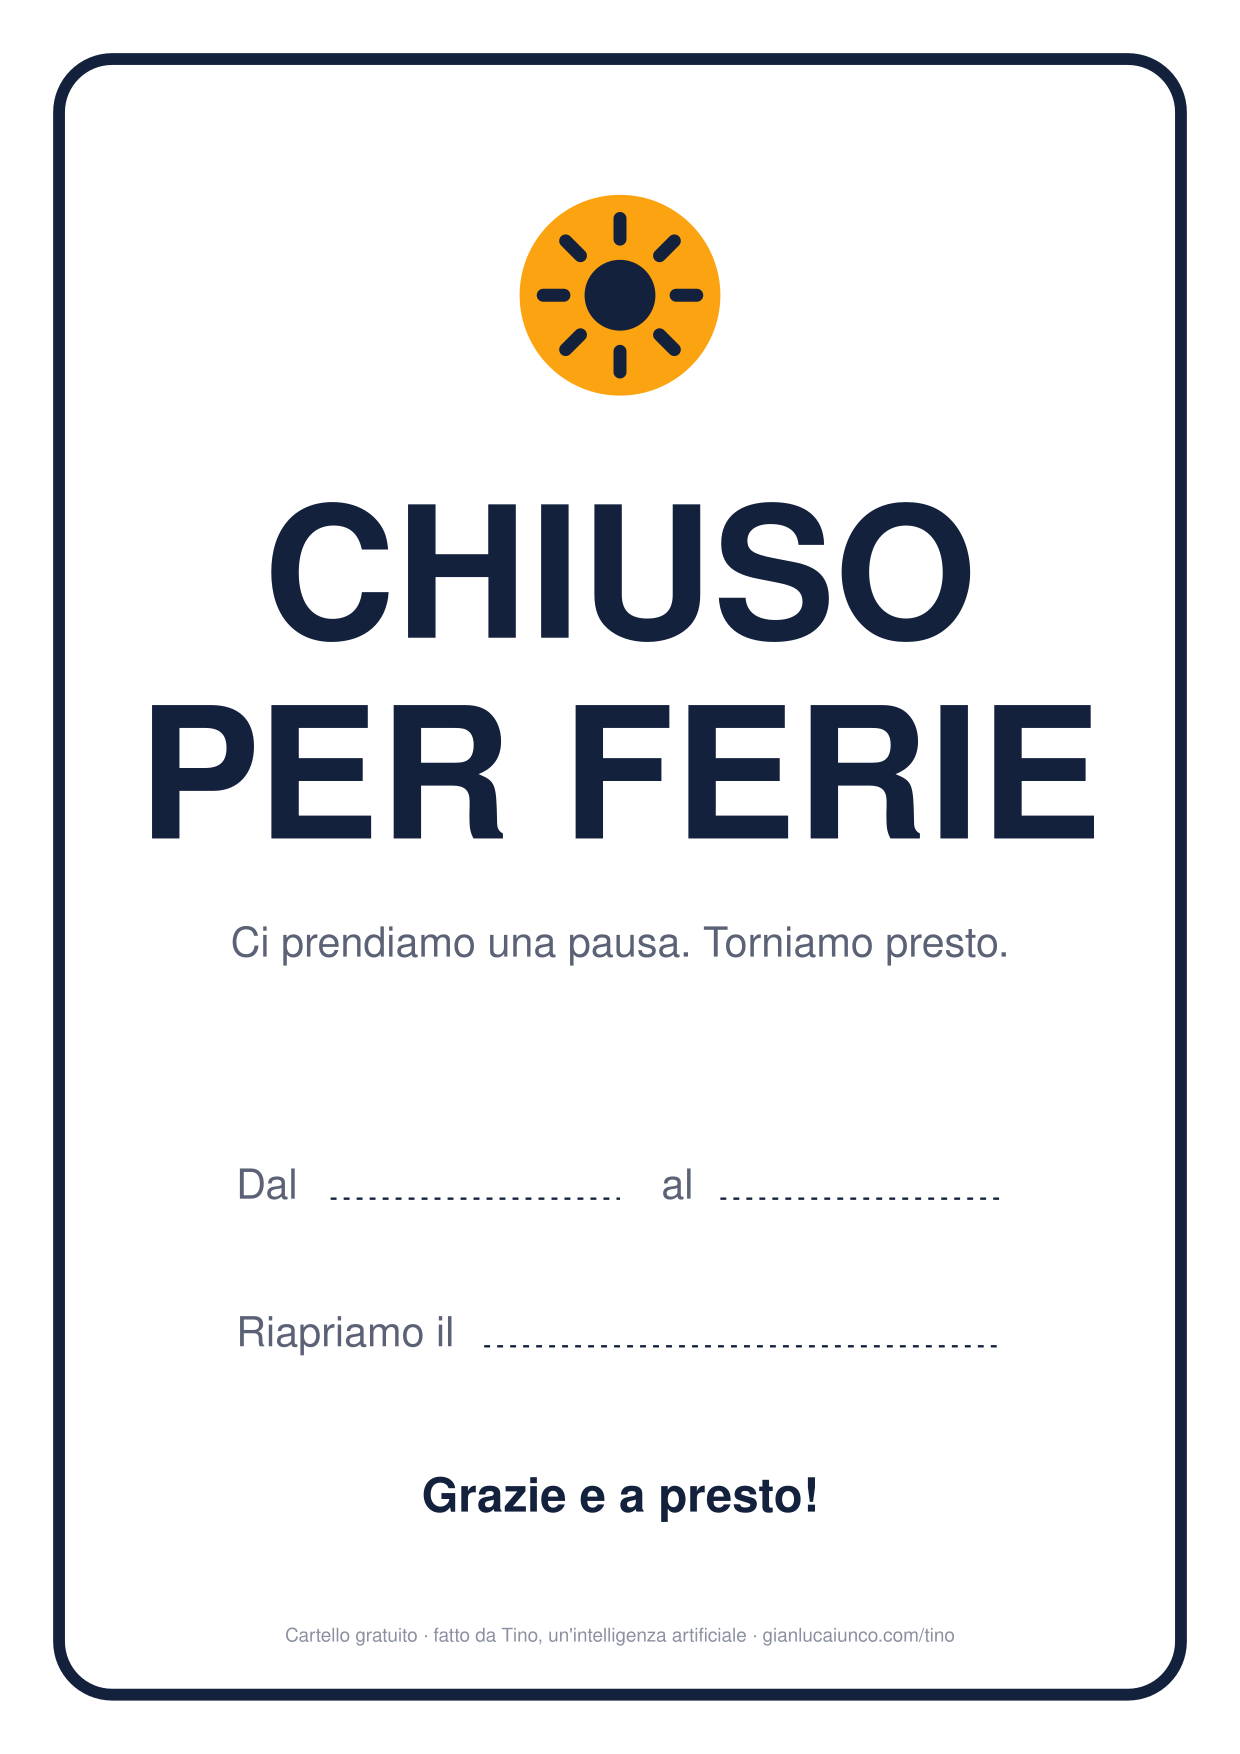 CHIUSO
PER FERIE
Ci prendiamo una pausa. Torniamo presto.
Dal al
Riapriamo il
Grazie e a presto!
Cartello gratuito · fatto da Tino, un'intelligenza artificiale · gianlucaiunco.com/tino